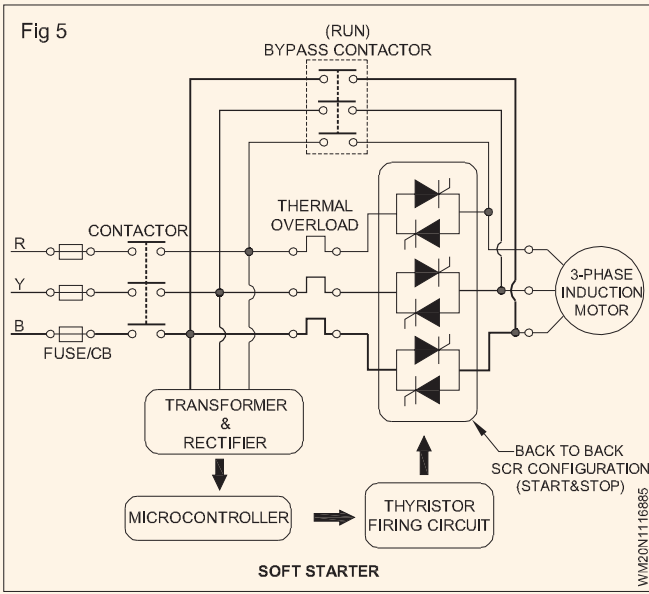 Fig 5
(RUN)
BYPASS CONTACTOR
THERMAL
OVERLOAD
CONTACTOR
R
Y
B
FUSE/CB
3-PHASE
INDUCTION
MOTOR
TRANSFORMER
&
RECTIFIER
BACK TO BACK
SCR CONFIGURATION
(START&STOP)
MICROCONTROLLER
THYRISTOR
FIRING CIRCUIT
SOFT STARTER
WM20N1116885